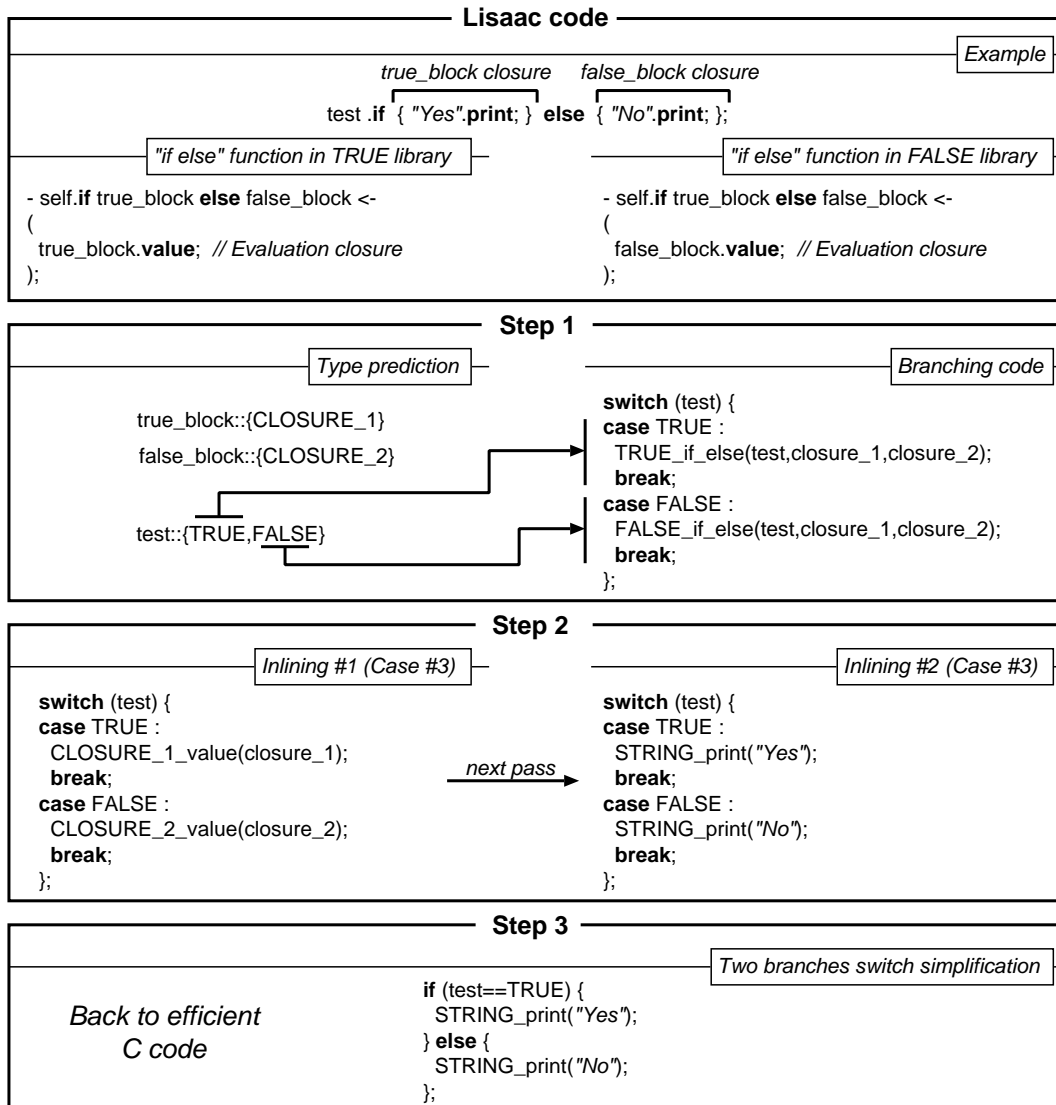 Lisaac code
Example
true_block closure false_block closure
test .if { "Yes".print; } else { "No".print; };
"if else" function in TRUE library
- self.if true_block else false_block <-
(
true_block.value; // Evaluation closure
);
"if else" function in FALSE library
- self.if true_block else false_block <-
(
false_block.value; // Evaluation closure
);
Step 1
Type prediction
true_block::{CLOSURE_1}
false_block::{CLOSURE_2}
test::{TRUE,FALSE}
Branching code
switch (test) {
case TRUE :
TRUE_if_else(test,closure_1,closure_2);
break;
case FALSE :
FALSE_if_else(test,closure_1,closure_2);
break;
};
Step 2
Inlining #1 (Case #3)
switch (test) {
case TRUE :
CLOSURE_1_value(closure_1);
break;
case FALSE :
CLOSURE_2_value(closure_2);
break;
};
next pass
Inlining #2 (Case #3)
switch (test) {
case TRUE :
STRING_print("Yes");
break;
case FALSE :
STRING_print("No");
break;
};
Step 3
Two branches switch simplification
Back to efficient
C code
if (test==TRUE) {
STRING_print("Yes");
} else {
STRING_print("No");
};